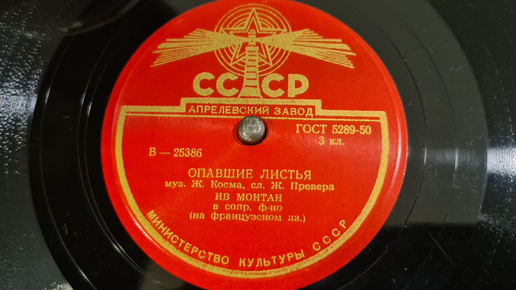 СССР
АПРЕЛЕВСКИЙ ЗАВОД
ГОСТ 5289-50
3 кл.
В — 25386
ОПАВШИЕ ЛИСТЬЯ
муз. Ж. Косма, сл. Ж. Превера
ИВ МОНТАН
в сопр. ф-но
(на французском яз.)
МИНИСТЕРСТВО КУЛЬТУРЫ СССР